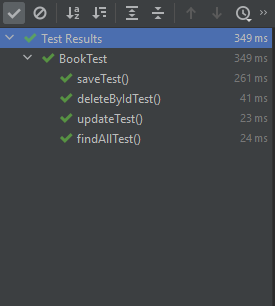 Test Results 349 ms
BookTest 349 ms
saveTest() 261 ms
deleteByIdTest() 41 ms
updateTest() 23 ms
findAllTest() 24 ms